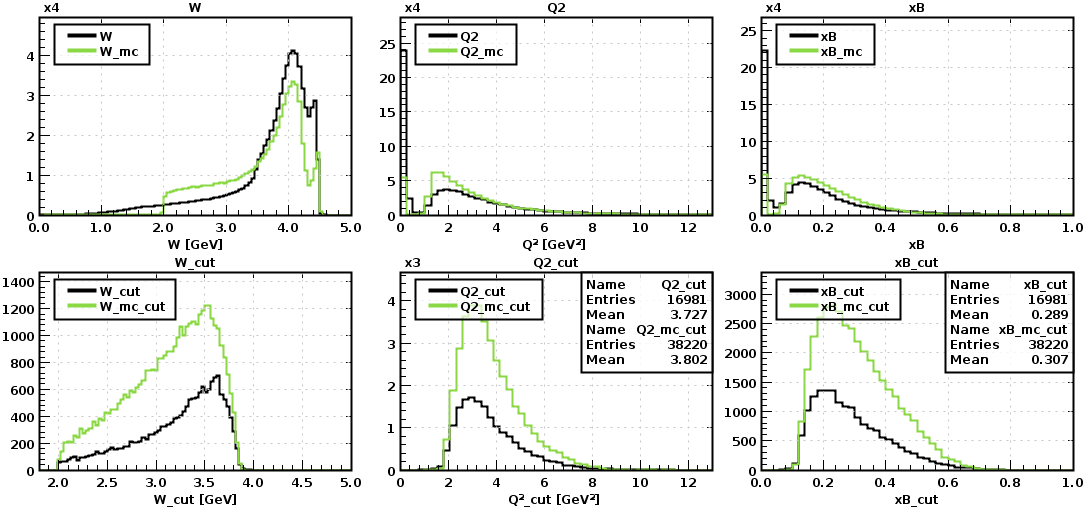 x4 W
W
W_mc
4
3
2
1
0
0.0 1.0 2.0 3.0 4.0 5.0
W [GeV]
x4 Q2
Q2
Q2_mc
25
20
15
10
5
0
0 2 4 6 8 10 12
Q² [GeV²]
x4 xB
xB
xB_mc
25
20
15
10
5
0
0.0 0.2 0.4 0.6 0.8 1.0
xB
W_cut
W_cut
W_mc_cut
1400
1200
1000
800
600
400
200
0
2.0 2.5 3.0 3.5 4.0 4.5 5.0
W_cut [GeV]
x3 Q2_cut
Q2_cut
Q2_mc_cut
Name Q2_cut
Entries 16981
Mean 3.727
Name Q2_mc_cut
Entries 38220
Mean 3.802
4
3
2
1
0
0 2 4 6 8 10 12
Q²_cut [GeV²]
xB_cut
xB_cut
xB_mc_cut
Name xB_cut
Entries 16981
Mean 0.289
Name xB_mc_cut
Entries 38220
Mean 0.307
3000
2500
2000
1500
1000
500
0
0.0 0.2 0.4 0.6 0.8 1.0
xB_cut